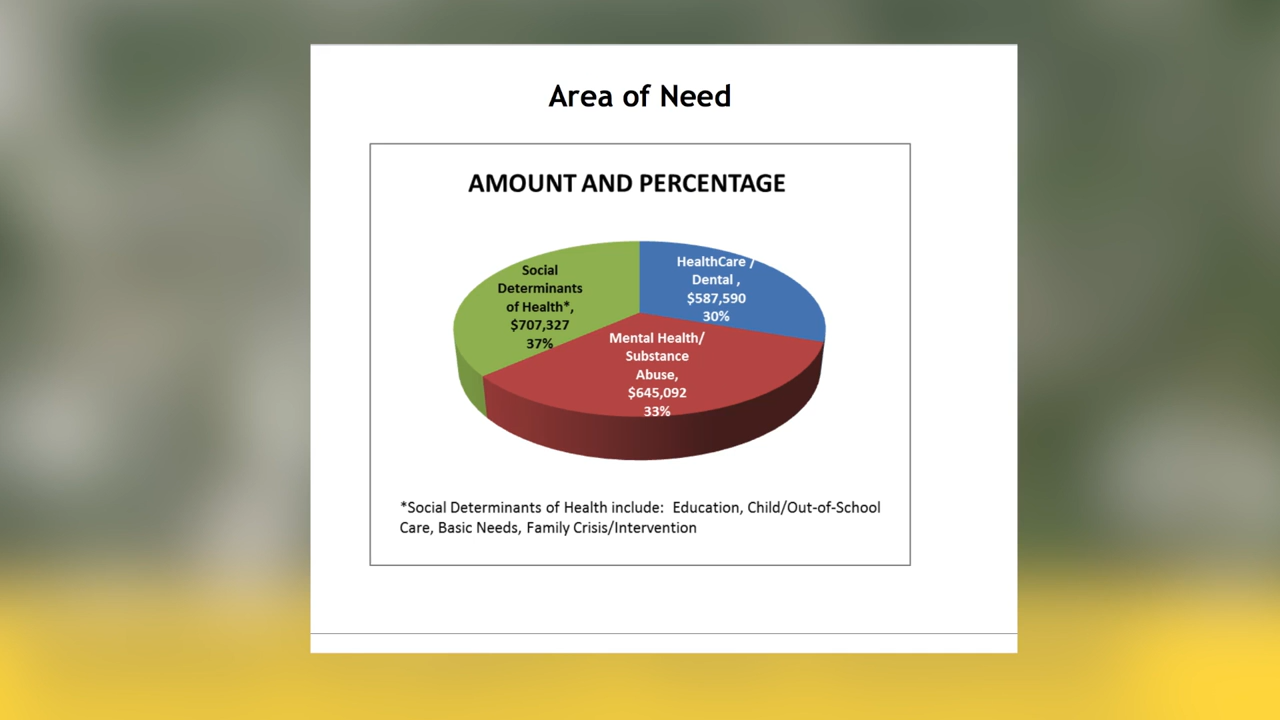 Area of Need
AMOUNT AND PERCENTAGE
Social
Determinants
of Health*,
$707,327
37%
HealthCare /
Dental ,
$587,590
30%
Mental Health/
Substance
Abuse,
$645,092
33%
*Social Determinants of Health include:  Education, Child/Out-of-School
Care, Basic Needs, Family Crisis/Intervention